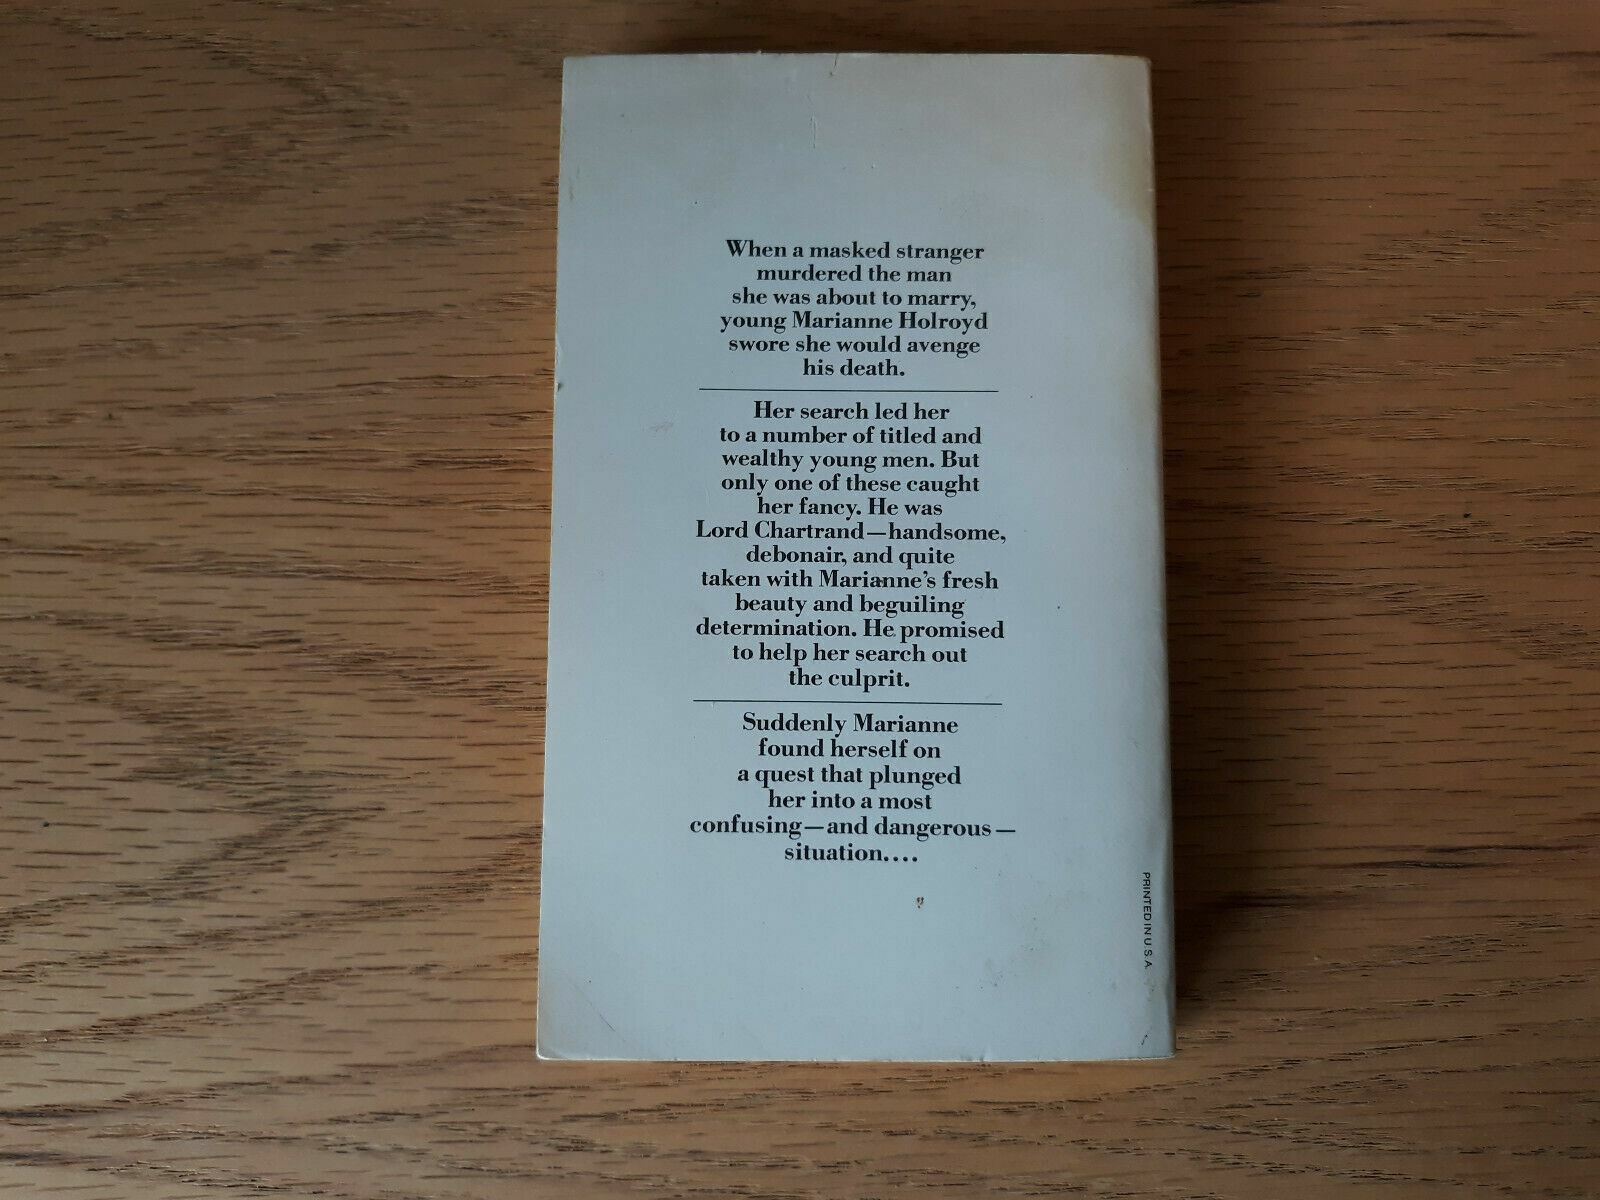 When a masked stranger
murdered the man
she was about to marry,
young Marianne Holroyd
swore she would avenge
his death.
Her search led her
to a number of titled and
wealthy young men. But
only one of these caught
her fancy. He was
Lord Chartrand—handsome,
debonair, and quite
taken with Marianne's fresh
beauty and beguiling
determination. He promised
to help her search out
the culprit.
Suddenly Marianne
found herself on
a quest that plunged
her into a most
confusing—and dangerous—
situation....
PRINTED IN U.S.A.